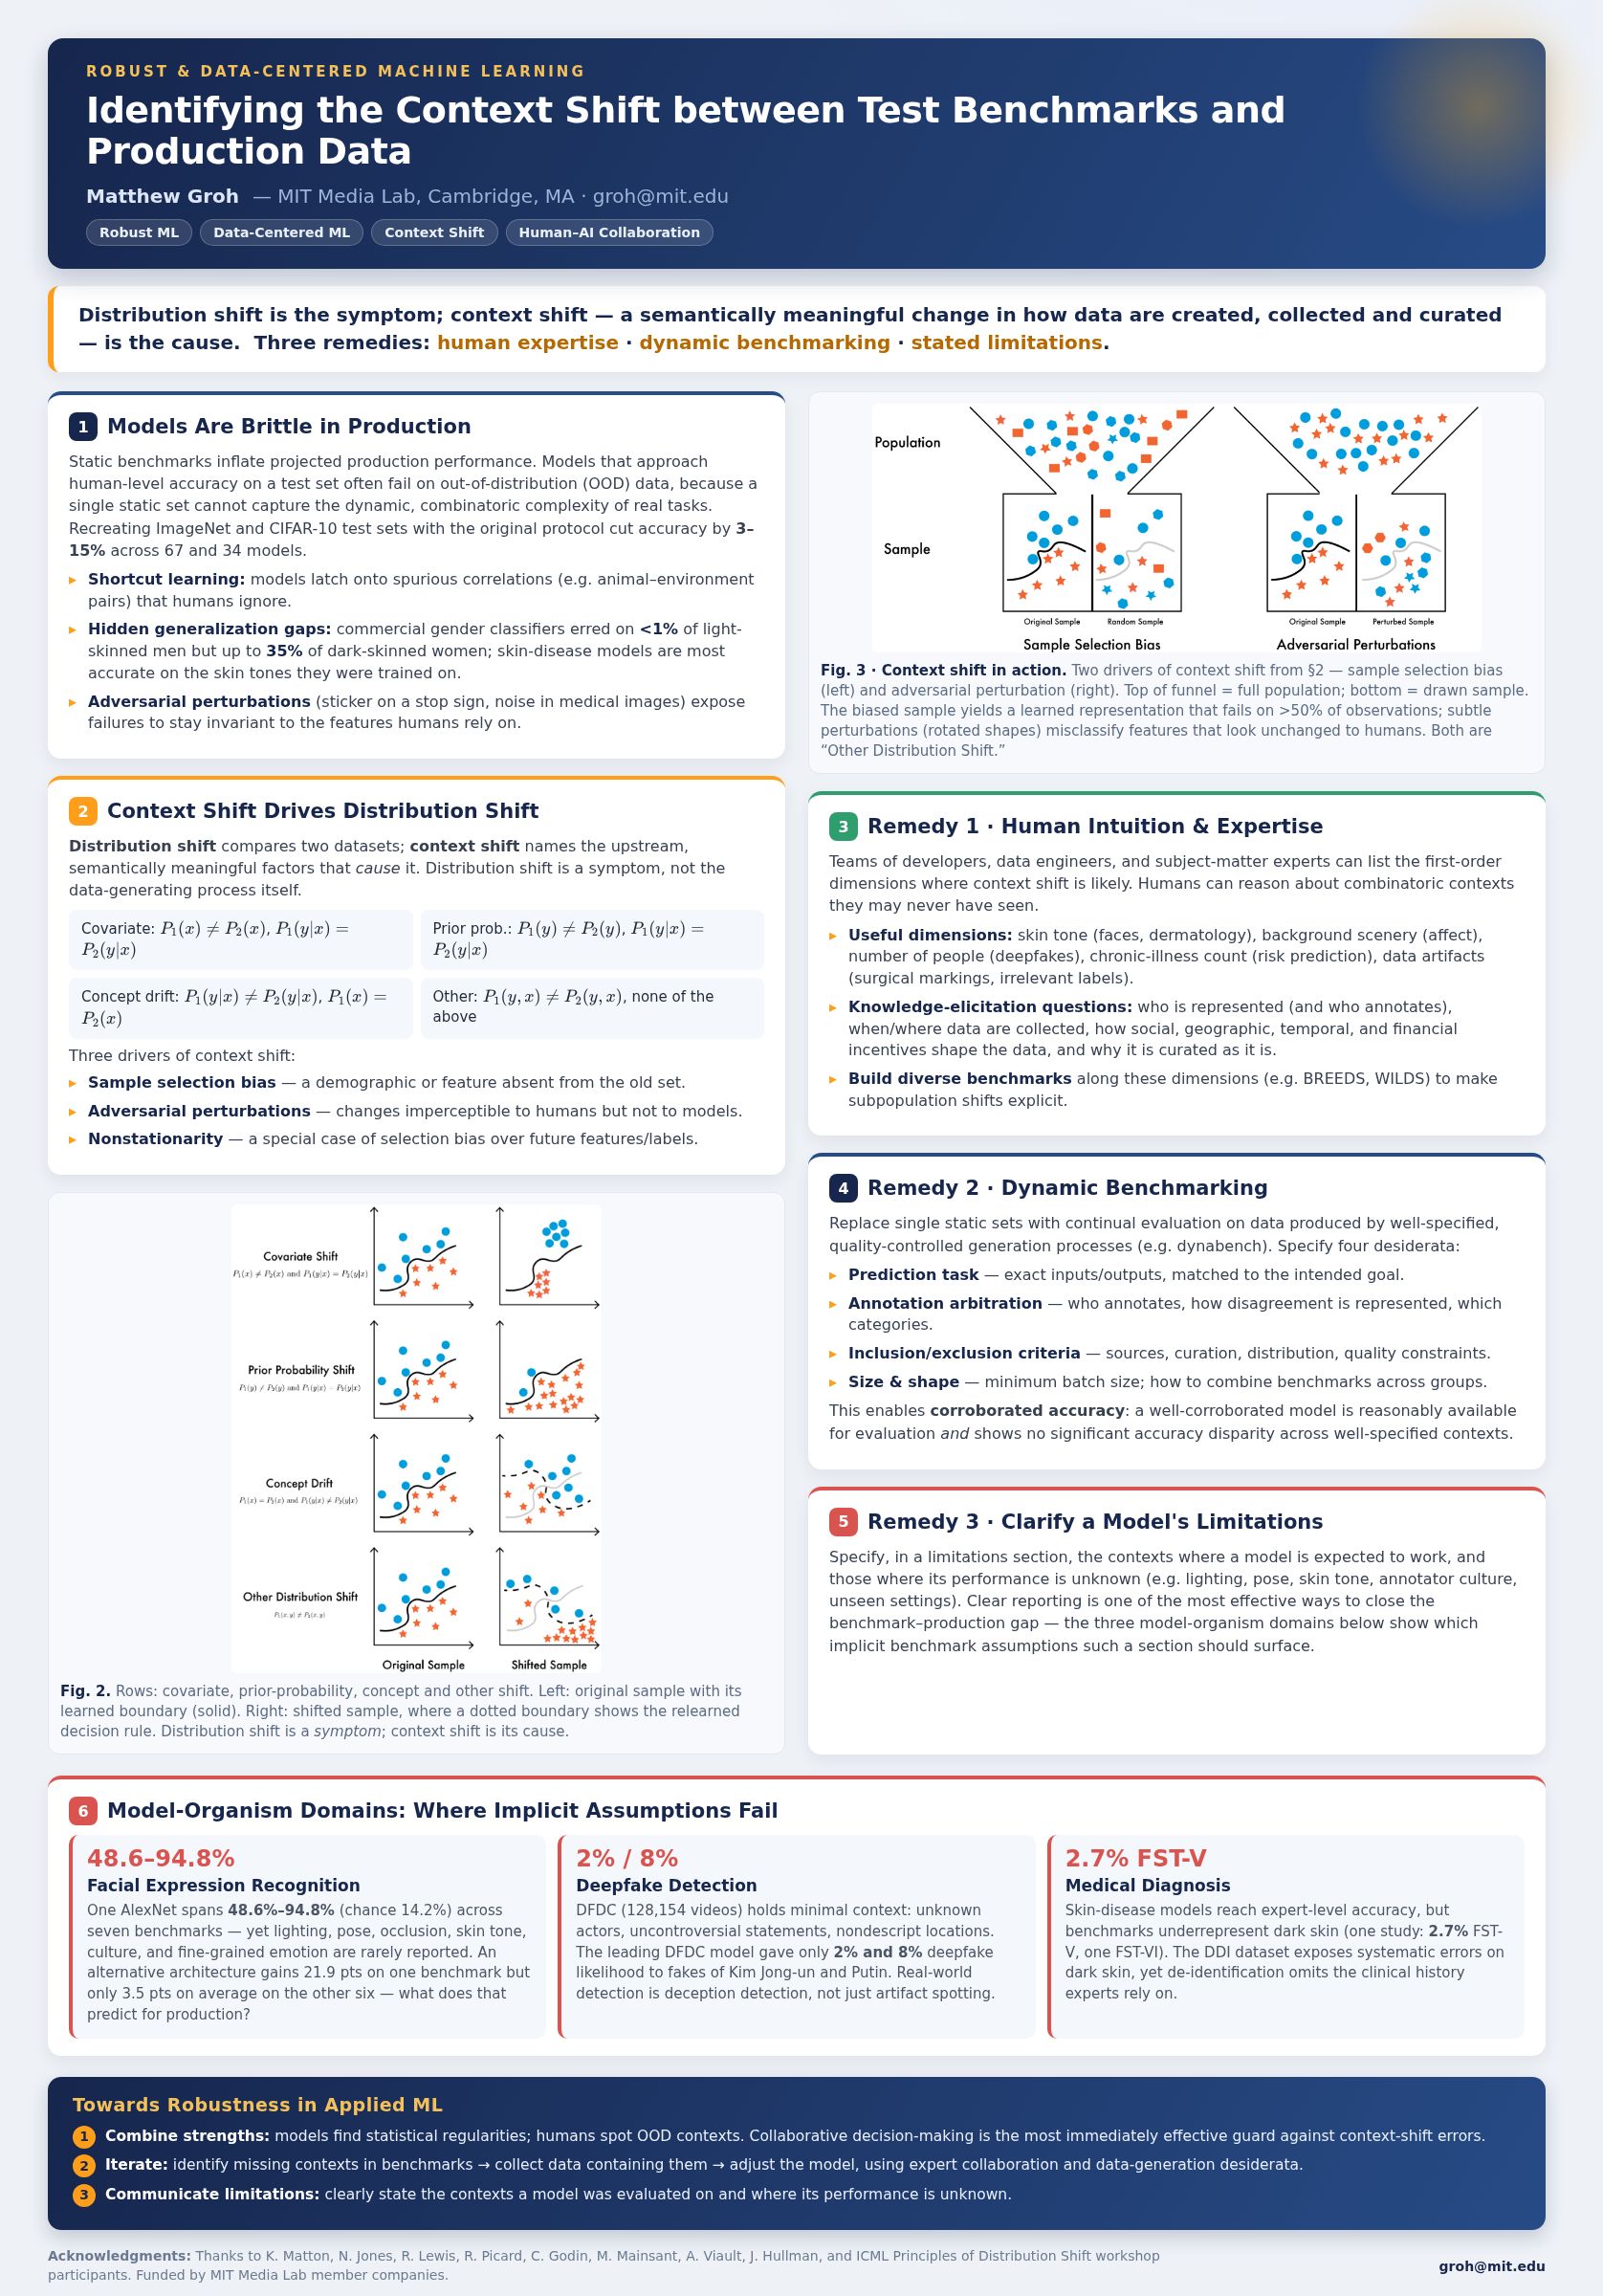 ROBUST & DATA-CENTERED MACHINE LEARNING
Identifying the Context Shift between Test Benchmarks and
Production Data
Matthew Groh — MIT Media Lab, Cambridge, MA · groh@mit.edu
Robust ML
Data-Centered ML
Context Shift
Human–AI Collaboration
Distribution shift is the symptom; context shift — a semantically meaningful change in how data are created, collected and curated
— is the cause. Three remedies: human expertise · dynamic benchmarking · stated limitations.
1 Models Are Brittle in Production
Static benchmarks inflate projected production performance. Models that approach
human-level accuracy on a test set often fail on out-of-distribution (OOD) data, because a
single static set cannot capture the dynamic, combinatoric complexity of real tasks.
Recreating ImageNet and CIFAR-10 test sets with the original protocol cut accuracy by 3–
15% across 67 and 34 models.
▸ Shortcut learning: models latch onto spurious correlations (e.g. animal–environment
pairs) that humans ignore.
▸ Hidden generalization gaps: commercial gender classifiers erred on <1% of light-
skinned men but up to 35% of dark-skinned women; skin-disease models are most
accurate on the skin tones they were trained on.
▸ Adversarial perturbations (sticker on a stop sign, noise in medical images) expose
failures to stay invariant to the features humans rely on.
2 Context Shift Drives Distribution Shift
Distribution shift compares two datasets; context shift names the upstream,
semantically meaningful factors that cause it. Distribution shift is a symptom, not the
data-generating process itself.
Covariate: P₁(x) ≠ P₂(x), P₁(y|x) =
P₂(y|x)
Prior prob.: P₁(y) ≠ P₂(y), P₁(y|x) =
P₂(y|x)
Concept drift: P₁(y|x) ≠ P₂(y|x), P₁(x) =
P₂(x)
Other: P₁(y, x) ≠ P₂(y, x), none of the
above
Three drivers of context shift:
▸ Sample selection bias — a demographic or feature absent from the old set.
▸ Adversarial perturbations — changes imperceptible to humans but not to models.
▸ Nonstationarity — a special case of selection bias over future features/labels.
Covariate Shift
P₁(x) ≠ P₂(x) and P₁(y|x) = P₂(y|x)
Prior Probability Shift
P₁(y) ≠ P₂(y) and P₁(y|x) = P₂(y|x)
Concept Drift
P₁(x) = P₂(x) and P₁(y|x) ≠ P₂(y|x)
Other Distribution Shift
P₁(x, y) ≠ P₂(x, y)
Original Sample
Shifted Sample
Fig. 2. Rows: covariate, prior-probability, concept and other shift. Left: original sample with its
learned boundary (solid). Right: shifted sample, where a dotted boundary shows the relearned
decision rule. Distribution shift is a symptom; context shift is its cause.
Population
Sample
Original Sample
Random Sample
Original Sample
Perturbed Sample
Sample Selection Bias
Adversarial Perturbations
Fig. 3 · Context shift in action. Two drivers of context shift from §2 — sample selection bias
(left) and adversarial perturbation (right). Top of funnel = full population; bottom = drawn sample.
The biased sample yields a learned representation that fails on >50% of observations; subtle
perturbations (rotated shapes) misclassify features that look unchanged to humans. Both are
“Other Distribution Shift.”
3 Remedy 1 · Human Intuition & Expertise
Teams of developers, data engineers, and subject-matter experts can list the first-order
dimensions where context shift is likely. Humans can reason about combinatoric contexts
they may never have seen.
▸ Useful dimensions: skin tone (faces, dermatology), background scenery (affect),
number of people (deepfakes), chronic-illness count (risk prediction), data artifacts
(surgical markings, irrelevant labels).
▸ Knowledge-elicitation questions: who is represented (and who annotates),
when/where data are collected, how social, geographic, temporal, and financial
incentives shape the data, and why it is curated as it is.
▸ Build diverse benchmarks along these dimensions (e.g. BREEDS, WILDS) to make
subpopulation shifts explicit.
4 Remedy 2 · Dynamic Benchmarking
Replace single static sets with continual evaluation on data produced by well-specified,
quality-controlled generation processes (e.g. dynabench). Specify four desiderata:
▸ Prediction task — exact inputs/outputs, matched to the intended goal.
▸ Annotation arbitration — who annotates, how disagreement is represented, which
categories.
▸ Inclusion/exclusion criteria — sources, curation, distribution, quality constraints.
▸ Size & shape — minimum batch size; how to combine benchmarks across groups.
This enables corroborated accuracy: a well-corroborated model is reasonably available
for evaluation and shows no significant accuracy disparity across well-specified contexts.
5 Remedy 3 · Clarify a Model's Limitations
Specify, in a limitations section, the contexts where a model is expected to work, and
those where its performance is unknown (e.g. lighting, pose, skin tone, annotator culture,
unseen settings). Clear reporting is one of the most effective ways to close the
benchmark–production gap — the three model-organism domains below show which
implicit benchmark assumptions such a section should surface.
6 Model-Organism Domains: Where Implicit Assumptions Fail
48.6–94.8%
Facial Expression Recognition
One AlexNet spans 48.6%–94.8% (chance 14.2%) across
seven benchmarks — yet lighting, pose, occlusion, skin tone,
culture, and fine-grained emotion are rarely reported. An
alternative architecture gains 21.9 pts on one benchmark but
only 3.5 pts on average on the other six — what does that
predict for production?
2% / 8%
Deepfake Detection
DFDC (128,154 videos) holds minimal context: unknown
actors, uncontroversial statements, nondescript locations.
The leading DFDC model gave only 2% and 8% deepfake
likelihood to fakes of Kim Jong-un and Putin. Real-world
detection is deception detection, not just artifact spotting.
2.7% FST-V
Medical Diagnosis
Skin-disease models reach expert-level accuracy, but
benchmarks underrepresent dark skin (one study: 2.7% FST-
V, one FST-VI). The DDI dataset exposes systematic errors on
dark skin, yet de-identification omits the clinical history
experts rely on.
Towards Robustness in Applied ML
1 Combine strengths: models find statistical regularities; humans spot OOD contexts. Collaborative decision-making is the most immediately effective guard against context-shift errors.
2 Iterate: identify missing contexts in benchmarks → collect data containing them → adjust the model, using expert collaboration and data-generation desiderata.
3 Communicate limitations: clearly state the contexts a model was evaluated on and where its performance is unknown.
Acknowledgments: Thanks to K. Matton, N. Jones, R. Lewis, R. Picard, C. Godin, M. Mainsant, A. Viault, J. Hullman, and ICML Principles of Distribution Shift workshop
participants. Funded by MIT Media Lab member companies.
groh@mit.edu